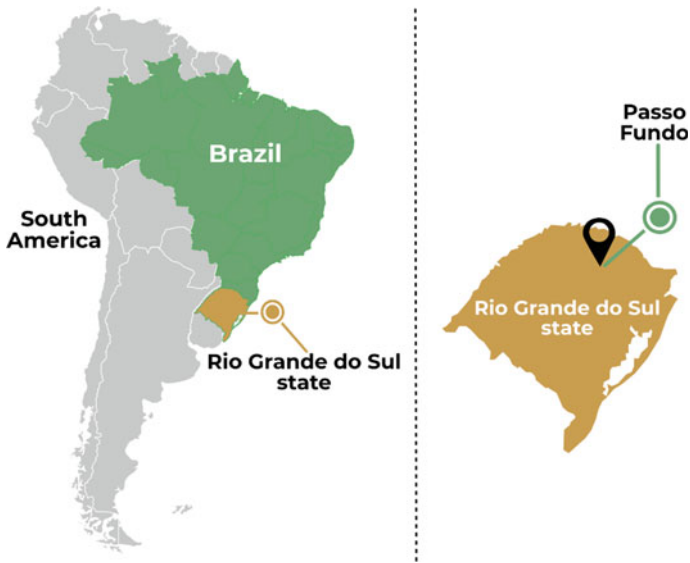 Brazil
South
America
Rio Grande do Sul
state
Passo
Fundo
Rio Grande do Sul
state